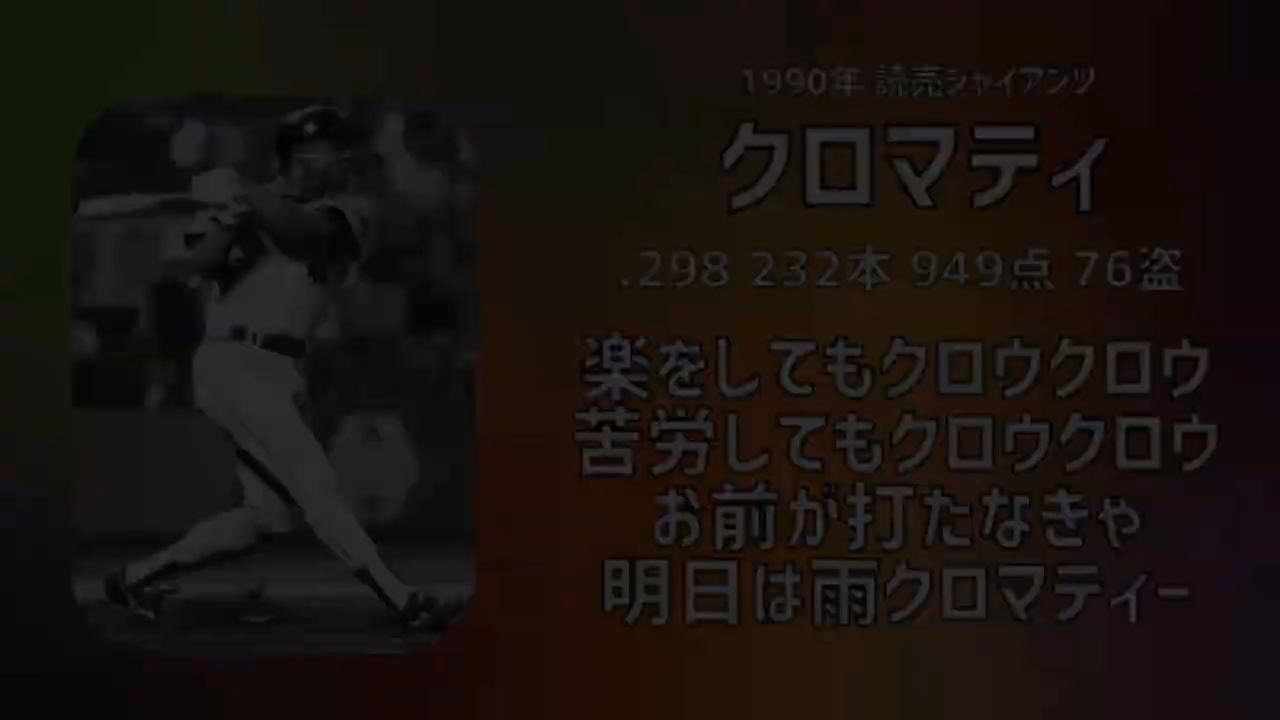 1990年 読売ジャイアンツ
クロマティ
.298 232本 949点 76盗
楽をしてもクロウクロウ
苦労してもクロウクロウ
お前が打たなきゃ
明日は雨クロマティー